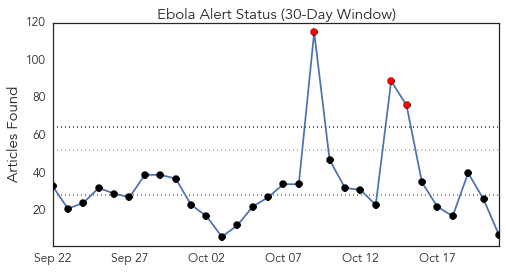 Ebola Alert Status (30-Day Window)
Articles Found
120
100
80
60
40
20
Sep 22 Sep 27 Oct 02 Oct 07 Oct 12 Oct 17